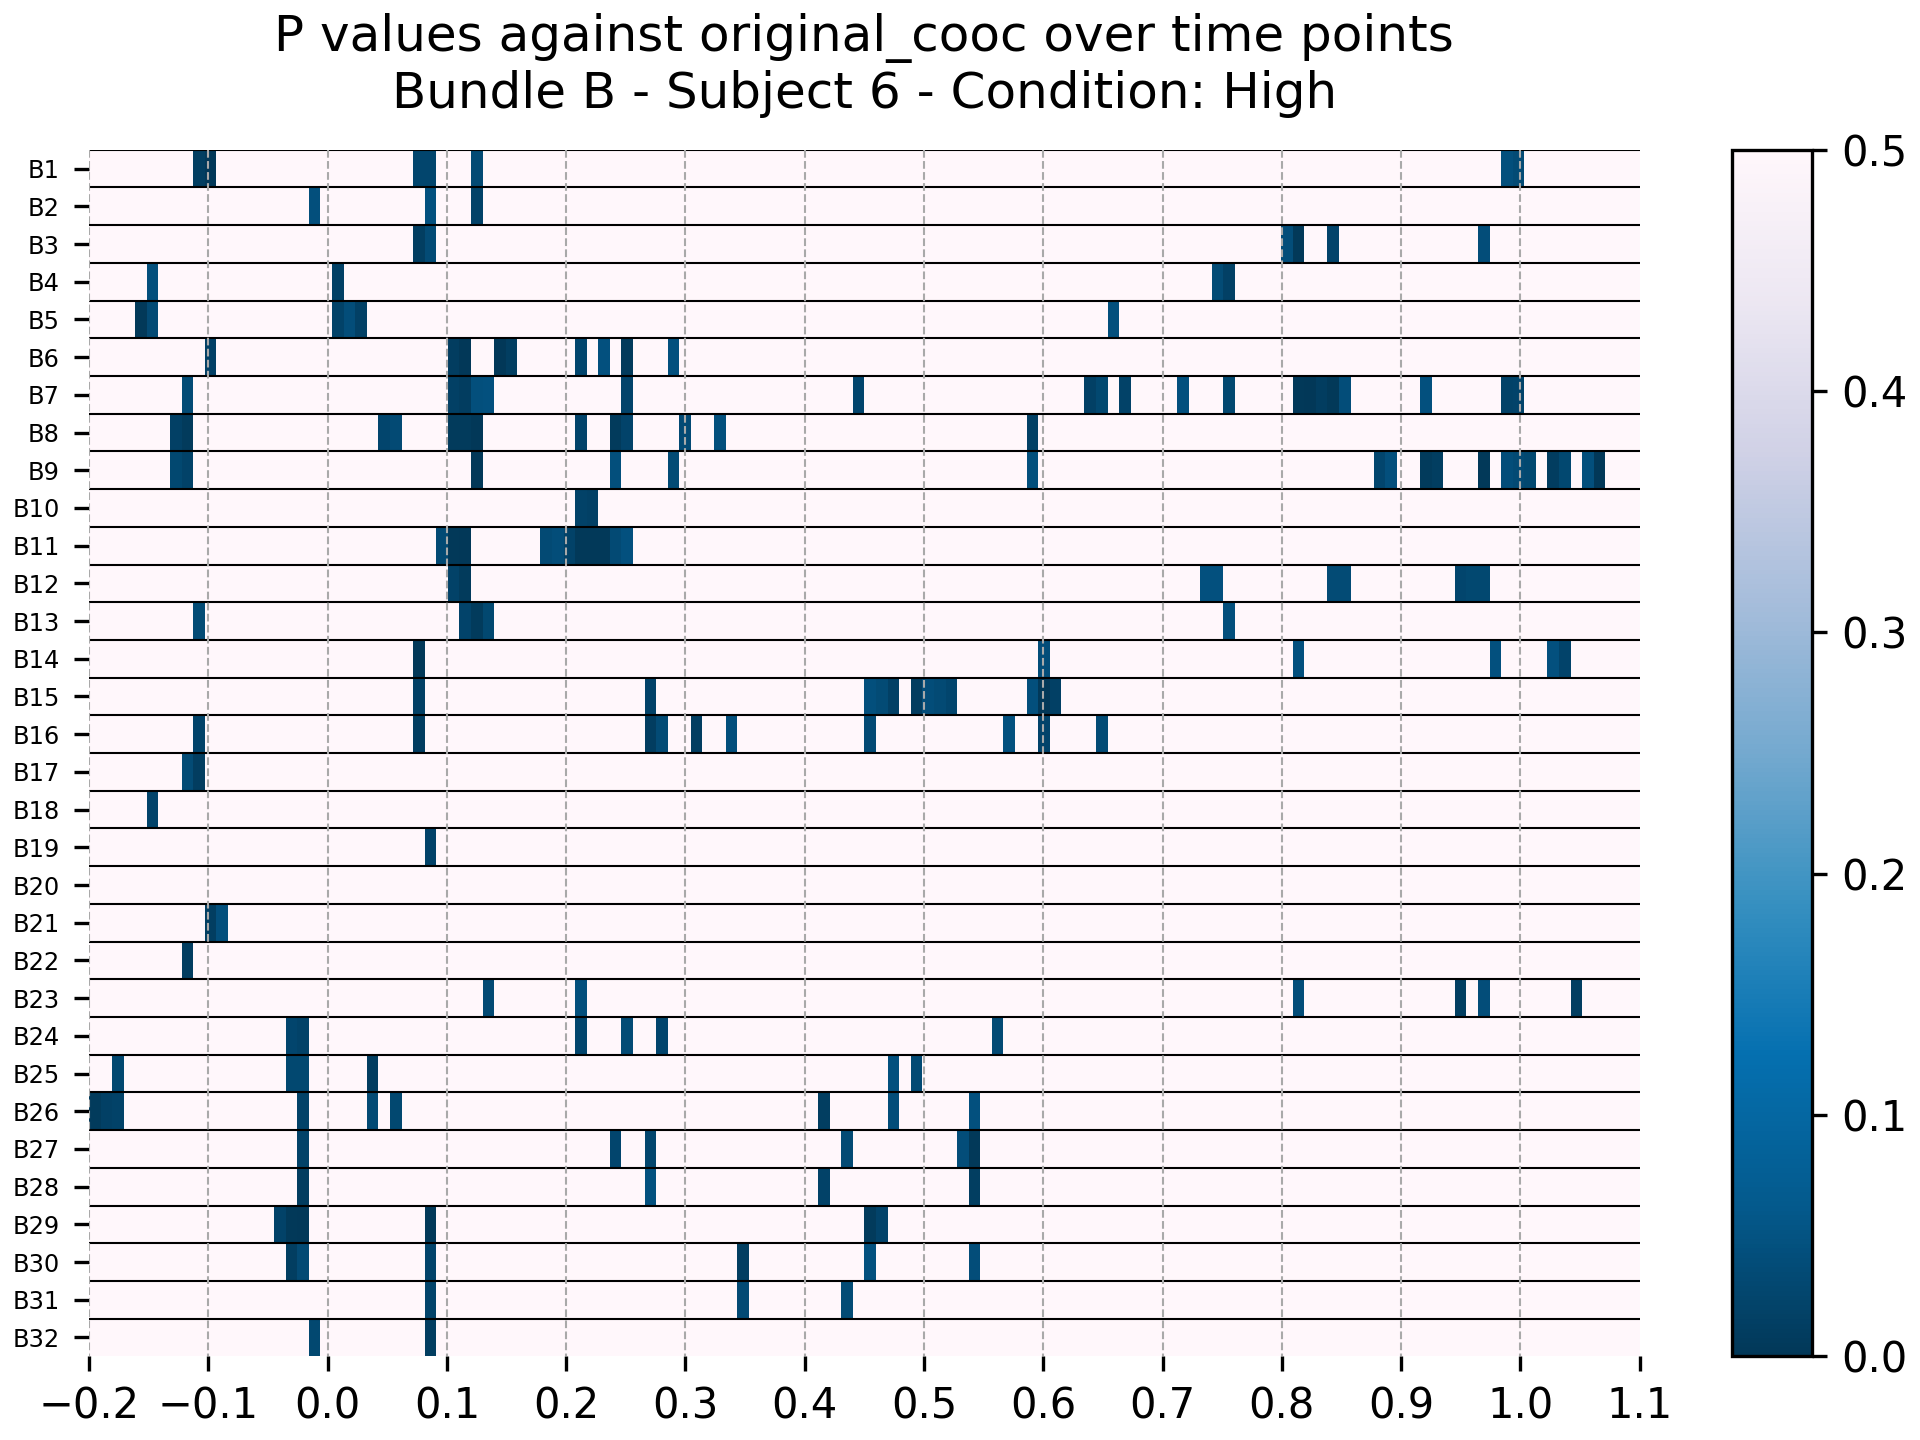 P values against original_cooc over time points
Bundle B - Subject 6 - Condition: High
B1
B2
B3
B4
B5
B6
B7
B8
B9
B10
B11
B12
B13
B14
B15
B16
B17
B18
B19
B20
B21
B22
B23
B24
B25
B26
B27
B28
B29
B30
B31
B32
−0.2 −0.1 0.0 0.1 0.2 0.3 0.4 0.5 0.6 0.7 0.8 0.9 1.0 1.1
0.5
0.4
0.3
0.2
0.1
0.0